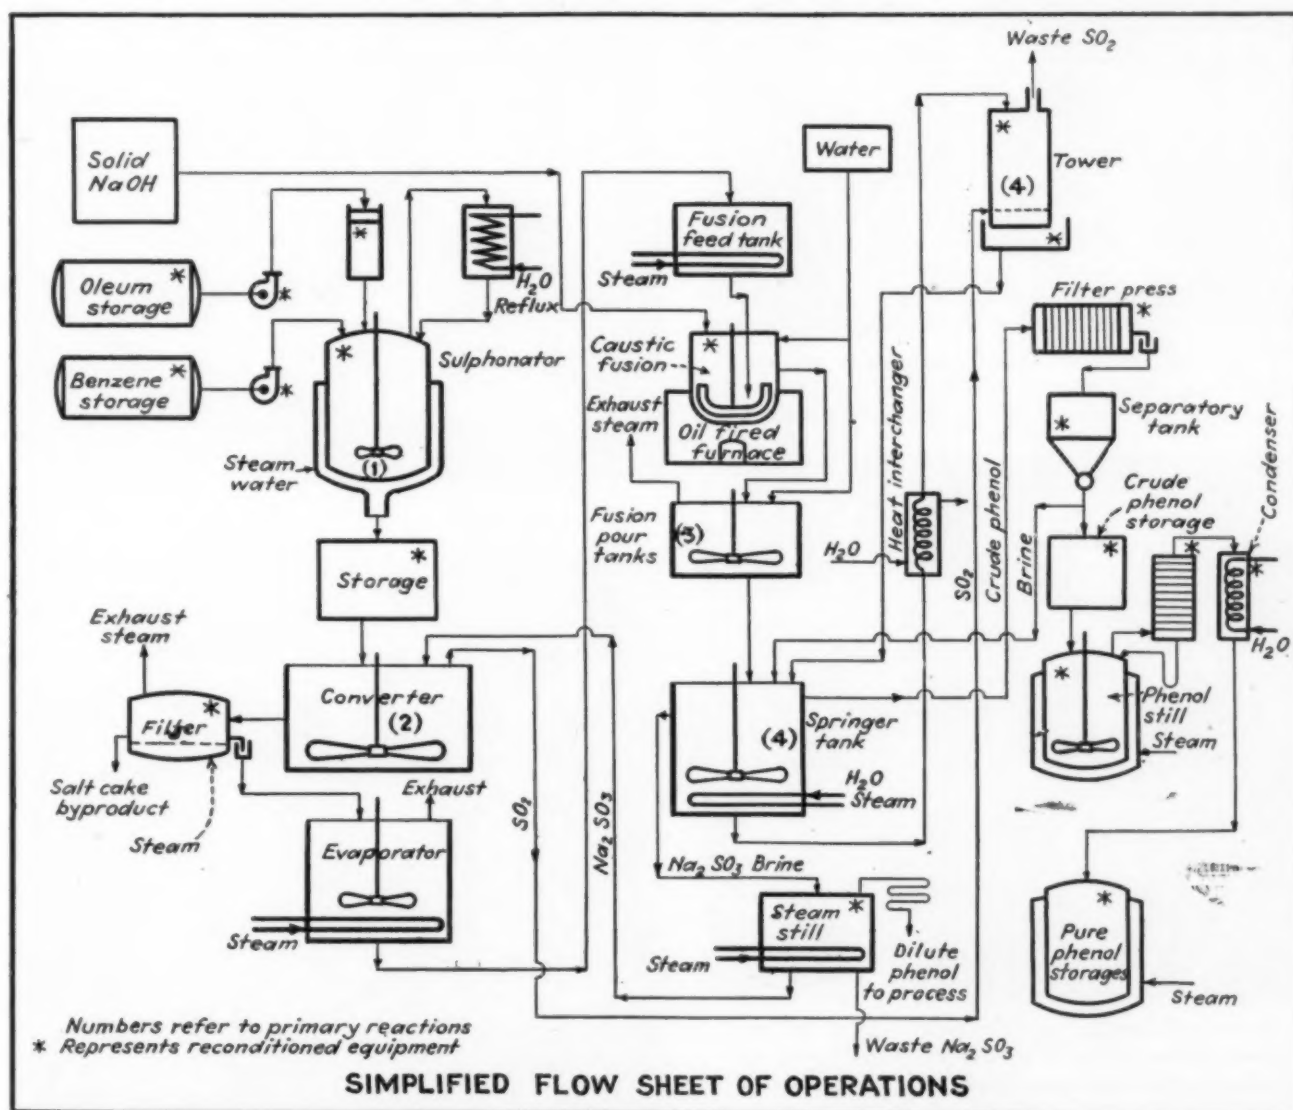 Waste SO2
Solid
NaOH
Water
Tower
(4)
Fusion
feed tank
Steam
Oleum
storage
H2O
Reflux
Filter press
Benzene
storage
Sulphonator
Caustic
fusion
Heat interchanger
Exhaust
steam
Oil fired
furnace
Separatory
tank
Steam
water
(1)
SO2
Crude phenol
Brine
Crude
phenol
storage
Condenser
Fusion
pour
tanks
(3)
H2O
Storage
Exhaust
steam
H2O
Converter
(2)
Filter
Springer
tank
(4)
Phenol
still
Steam
Salt cake
byproduct
Steam
Exhaust
SO2
Na2SO3
H2O
Steam
Evaporator
Steam
Na2SO3 Brine
Steam
still
Steam
Dilute
phenol
to process
Pure
phenol
storages
Steam
Numbers refer to primary reactions
* Represents reconditioned equipment
Waste Na2SO3
SIMPLIFIED FLOW SHEET OF OPERATIONS